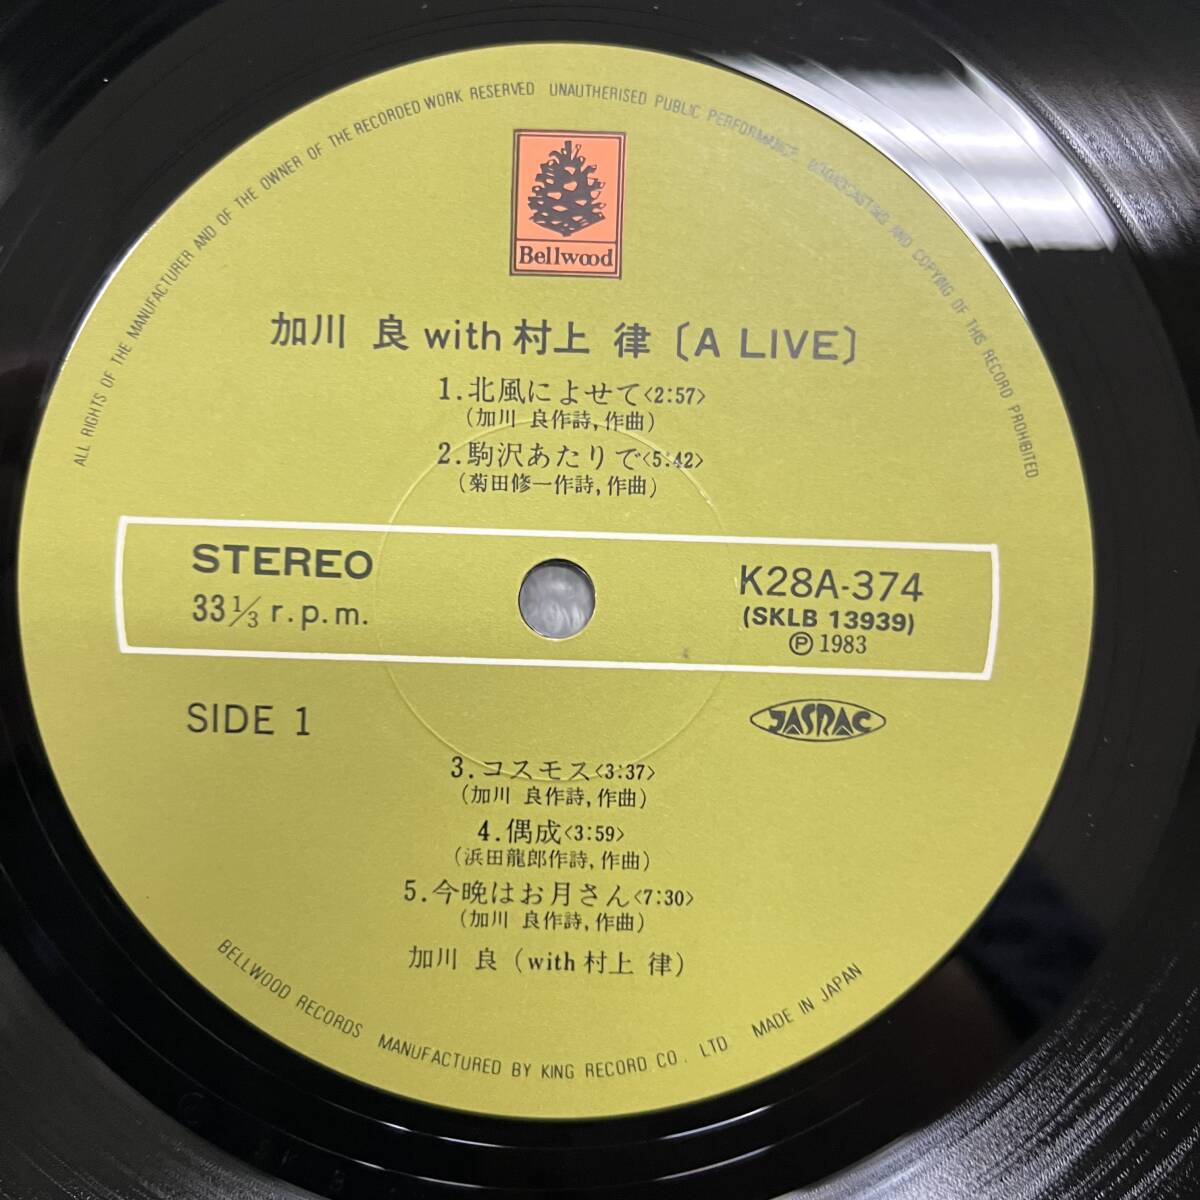 ALL RIGHTS OF THE MANUFACTURER AND OF THE OWNER OF THE RECORDED WORK RESERVED UNAUTHERISED PUBLIC PERFORMANCE BROADCASTING AND COPYING OF THIS RECORD PROHIBITED
Bellwood
加川 良 with 村上 律 〔A LIVE〕
1.北風によせて<2:57>
(加川 良作詩,作曲)
2.駒沢あたりで<5:42>
(菊田修一作詩,作曲)
STEREO
33 1/3 r.p.m.
K28A-374
(SKLB 13939)
Ⓟ 1983
SIDE 1
JASRAC
3.コスモス<3:37>
(加川 良作詩,作曲)
4.偶成<3:59>
(浜田龍郎作詩,作曲)
5.今晩はお月さん<7:30>
(加川 良作詩,作曲)
加川 良 (with 村上 律)
BELLWOOD RECORDS MANUFACTURED BY KING RECORD CO. LTD MADE IN JAPAN